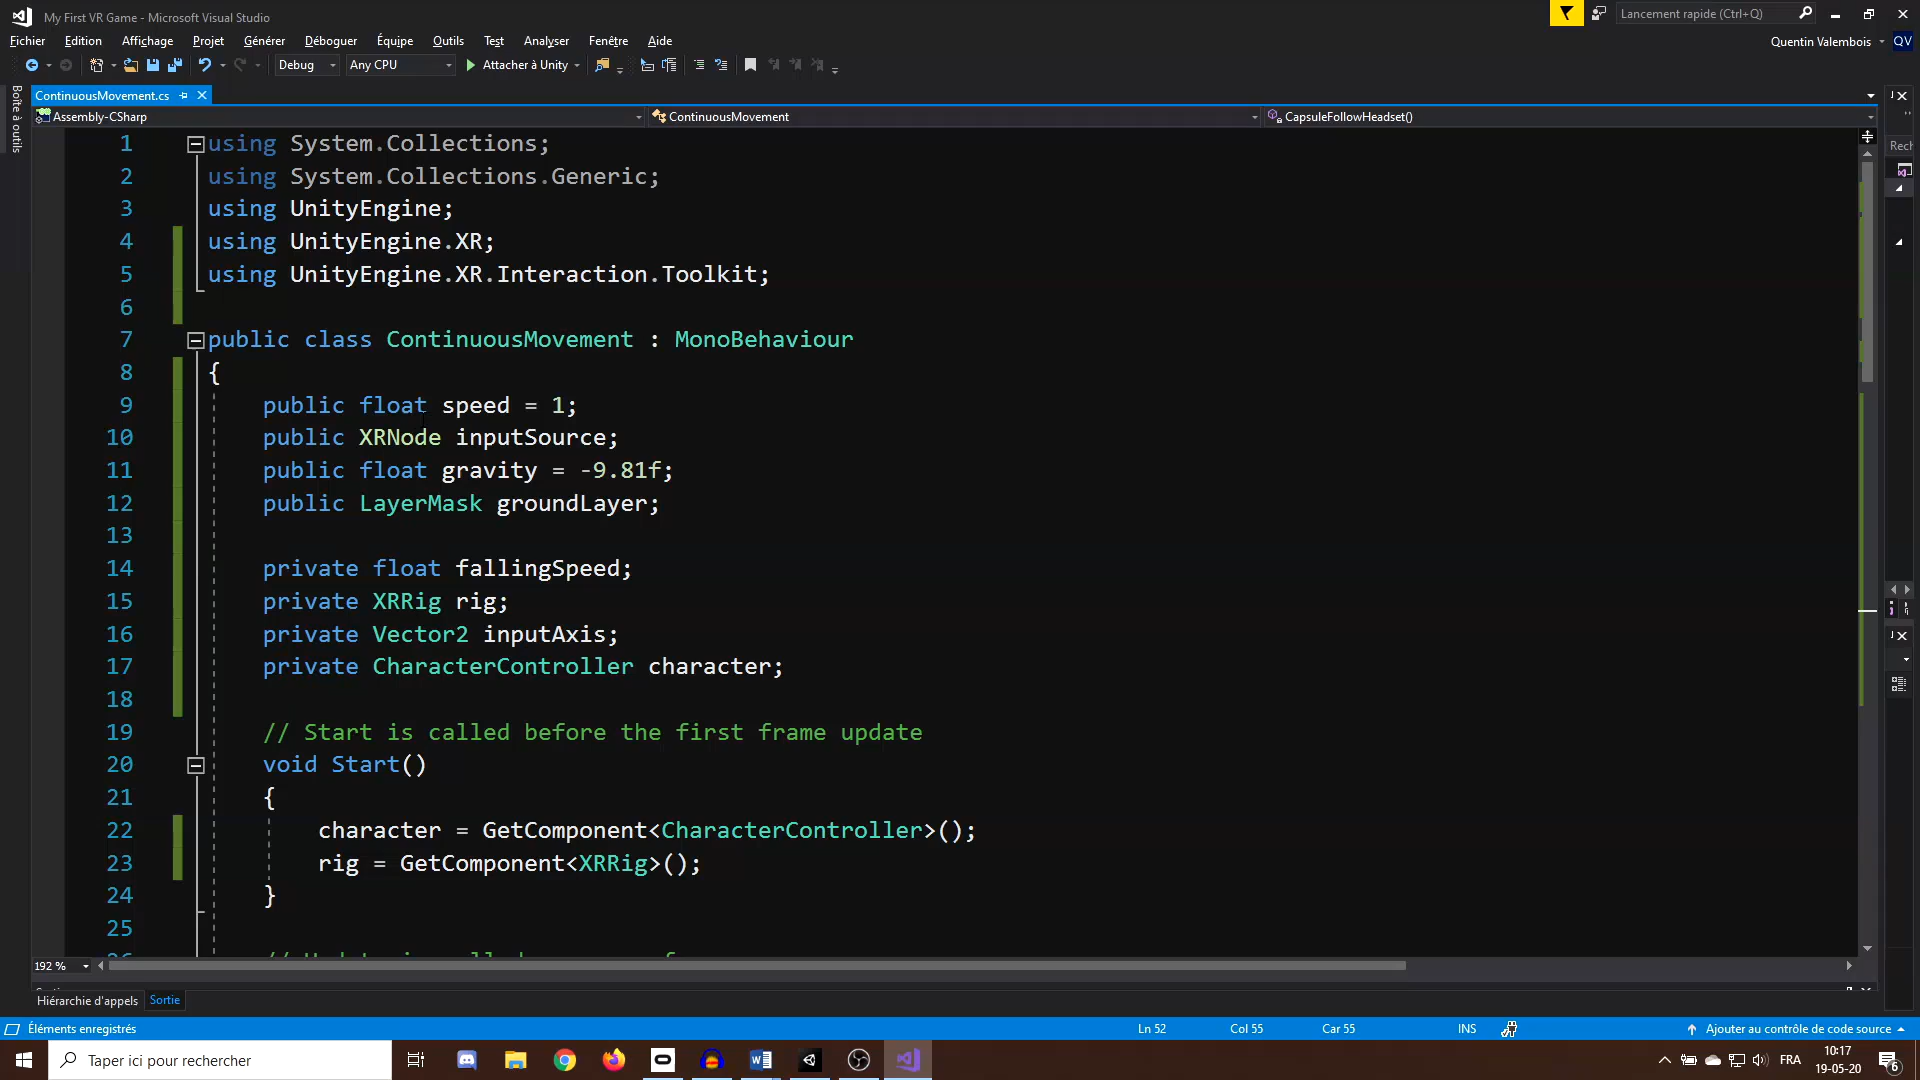 My First VR Game - Microsoft Visual Studio
Lancement rapide (Ctrl+Q)
Fichier Edition Affichage Projet Générer Déboguer Équipe Outils Test Analyser Fenêtre Aide
Quentin Valembois QV
Debug Any CPU Attacher à Unity
Boîte à outils
ContinuousMovement.cs
Assembly-CSharp ContinuousMovement CapsuleFollowHeadset()
Rech
1 using System.Collections;
2 using System.Collections.Generic;
3 using UnityEngine;
4 using UnityEngine.XR;
5 using UnityEngine.XR.Interaction.Toolkit;
6
7 public class ContinuousMovement : MonoBehaviour
8 {
9 public float speed = 1;
10 public XRNode inputSource;
11 public float gravity = -9.81f;
12 public LayerMask groundLayer;
13
14 private float fallingSpeed;
15 private XRRig rig;
16 private Vector2 inputAxis;
17 private CharacterController character;
18
19 // Start is called before the first frame update
20 void Start()
21 {
22 character = GetComponent<CharacterController>();
23 rig = GetComponent<XRRig>();
24 }
25
192 %
Hiérarchie d'appels Sortie
Éléments enregistrés Ln 52 Col 55 Car 55 INS Ajouter au contrôle de code source
Taper ici pour rechercher
FRA
10:17
19-05-20
6